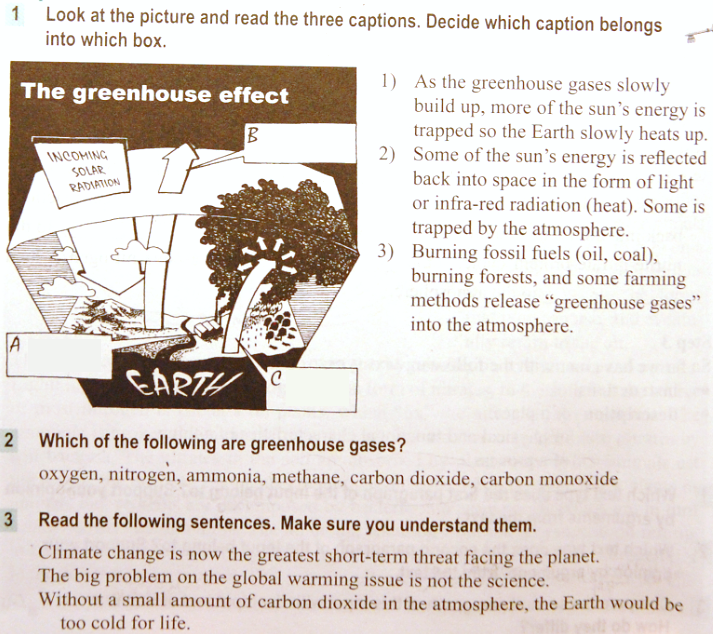 1 Look at the picture and read the three captions. Decide which caption belongs
into which box.
The greenhouse effect
B
INCOMING
SOLAR
RADIATION
A
EARTH
C
1) As the greenhouse gases slowly
build up, more of the sun's energy is
trapped so the Earth slowly heats up.
2) Some of the sun's energy is reflected
back into space in the form of light
or infra-red radiation (heat). Some is
trapped by the atmosphere.
3) Burning fossil fuels (oil, coal),
burning forests, and some farming
methods release "greenhouse gases"
into the atmosphere.
2 Which of the following are greenhouse gases?
oxygen, nitrogen, ammonia, methane, carbon dioxide, carbon monoxide
3 Read the following sentences. Make sure you understand them.
Climate change is now the greatest short-term threat facing the planet.
The big problem on the global warming issue is not the science.
Without a small amount of carbon dioxide in the atmosphere, the Earth would be
too cold for life.